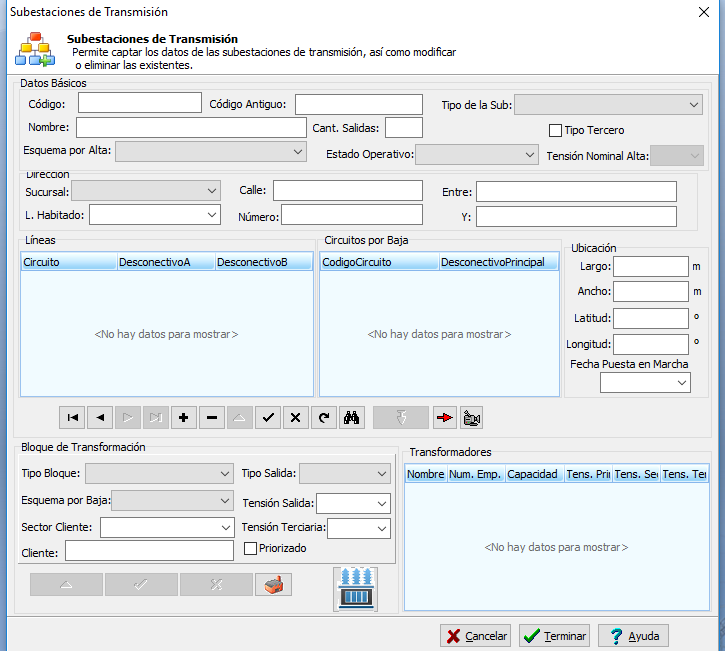 Subestaciones de Transmisión
Subestaciones de Transmisión
Permite captar los datos de las subestaciones de transmisión, así como modificar
o eliminar las existentes.
Datos Básicos
Código: Código Antiguo: Tipo de la Sub:
Nombre: Cant. Salidas: Tipo Tercero
Esquema por Alta: Estado Operativo: Tensión Nominal Alta:
Dirección
Sucursal: Calle: Entre:
L. Habitado: Número: Y:
Líneas
Circuito DesconectivoA DesconectivoB
<No hay datos para mostrar>
Circuitos por Baja
CodigoCircuito DesconectivoPrincipal
<No hay datos para mostrar>
Ubicación
Largo: m
Ancho: m
Latitud: º
Longitud: º
Fecha Puesta en Marcha
Bloque de Transformación
Tipo Bloque: Tipo Salida:
Esquema por Baja: Tensión Salida:
Sector Cliente: Tensión Terciaria:
Cliente: Priorizado
Transformadores
Nombre Num. Emp. Capacidad Tens. Pri Tens. Se Tens. Te
<No hay datos para mostrar>
Cancelar Terminar Ayuda